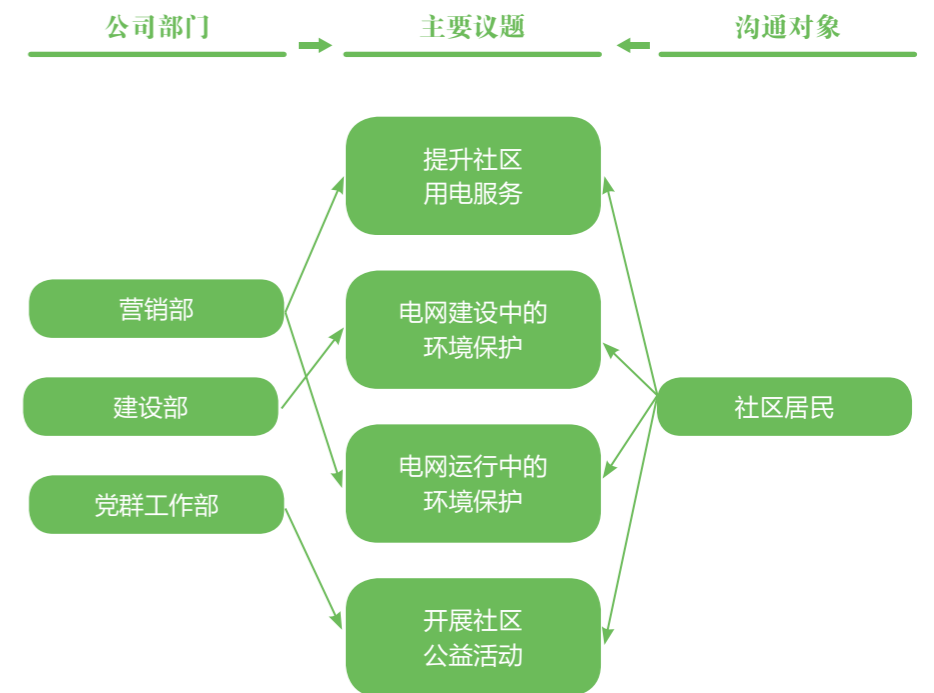 公司部门
主要议题
沟通对象
提升社区
用电服务
营销部
电网建设中的
环境保护
建设部
社区居民
电网运行中的
环境保护
党群工作部
开展社区
公益活动